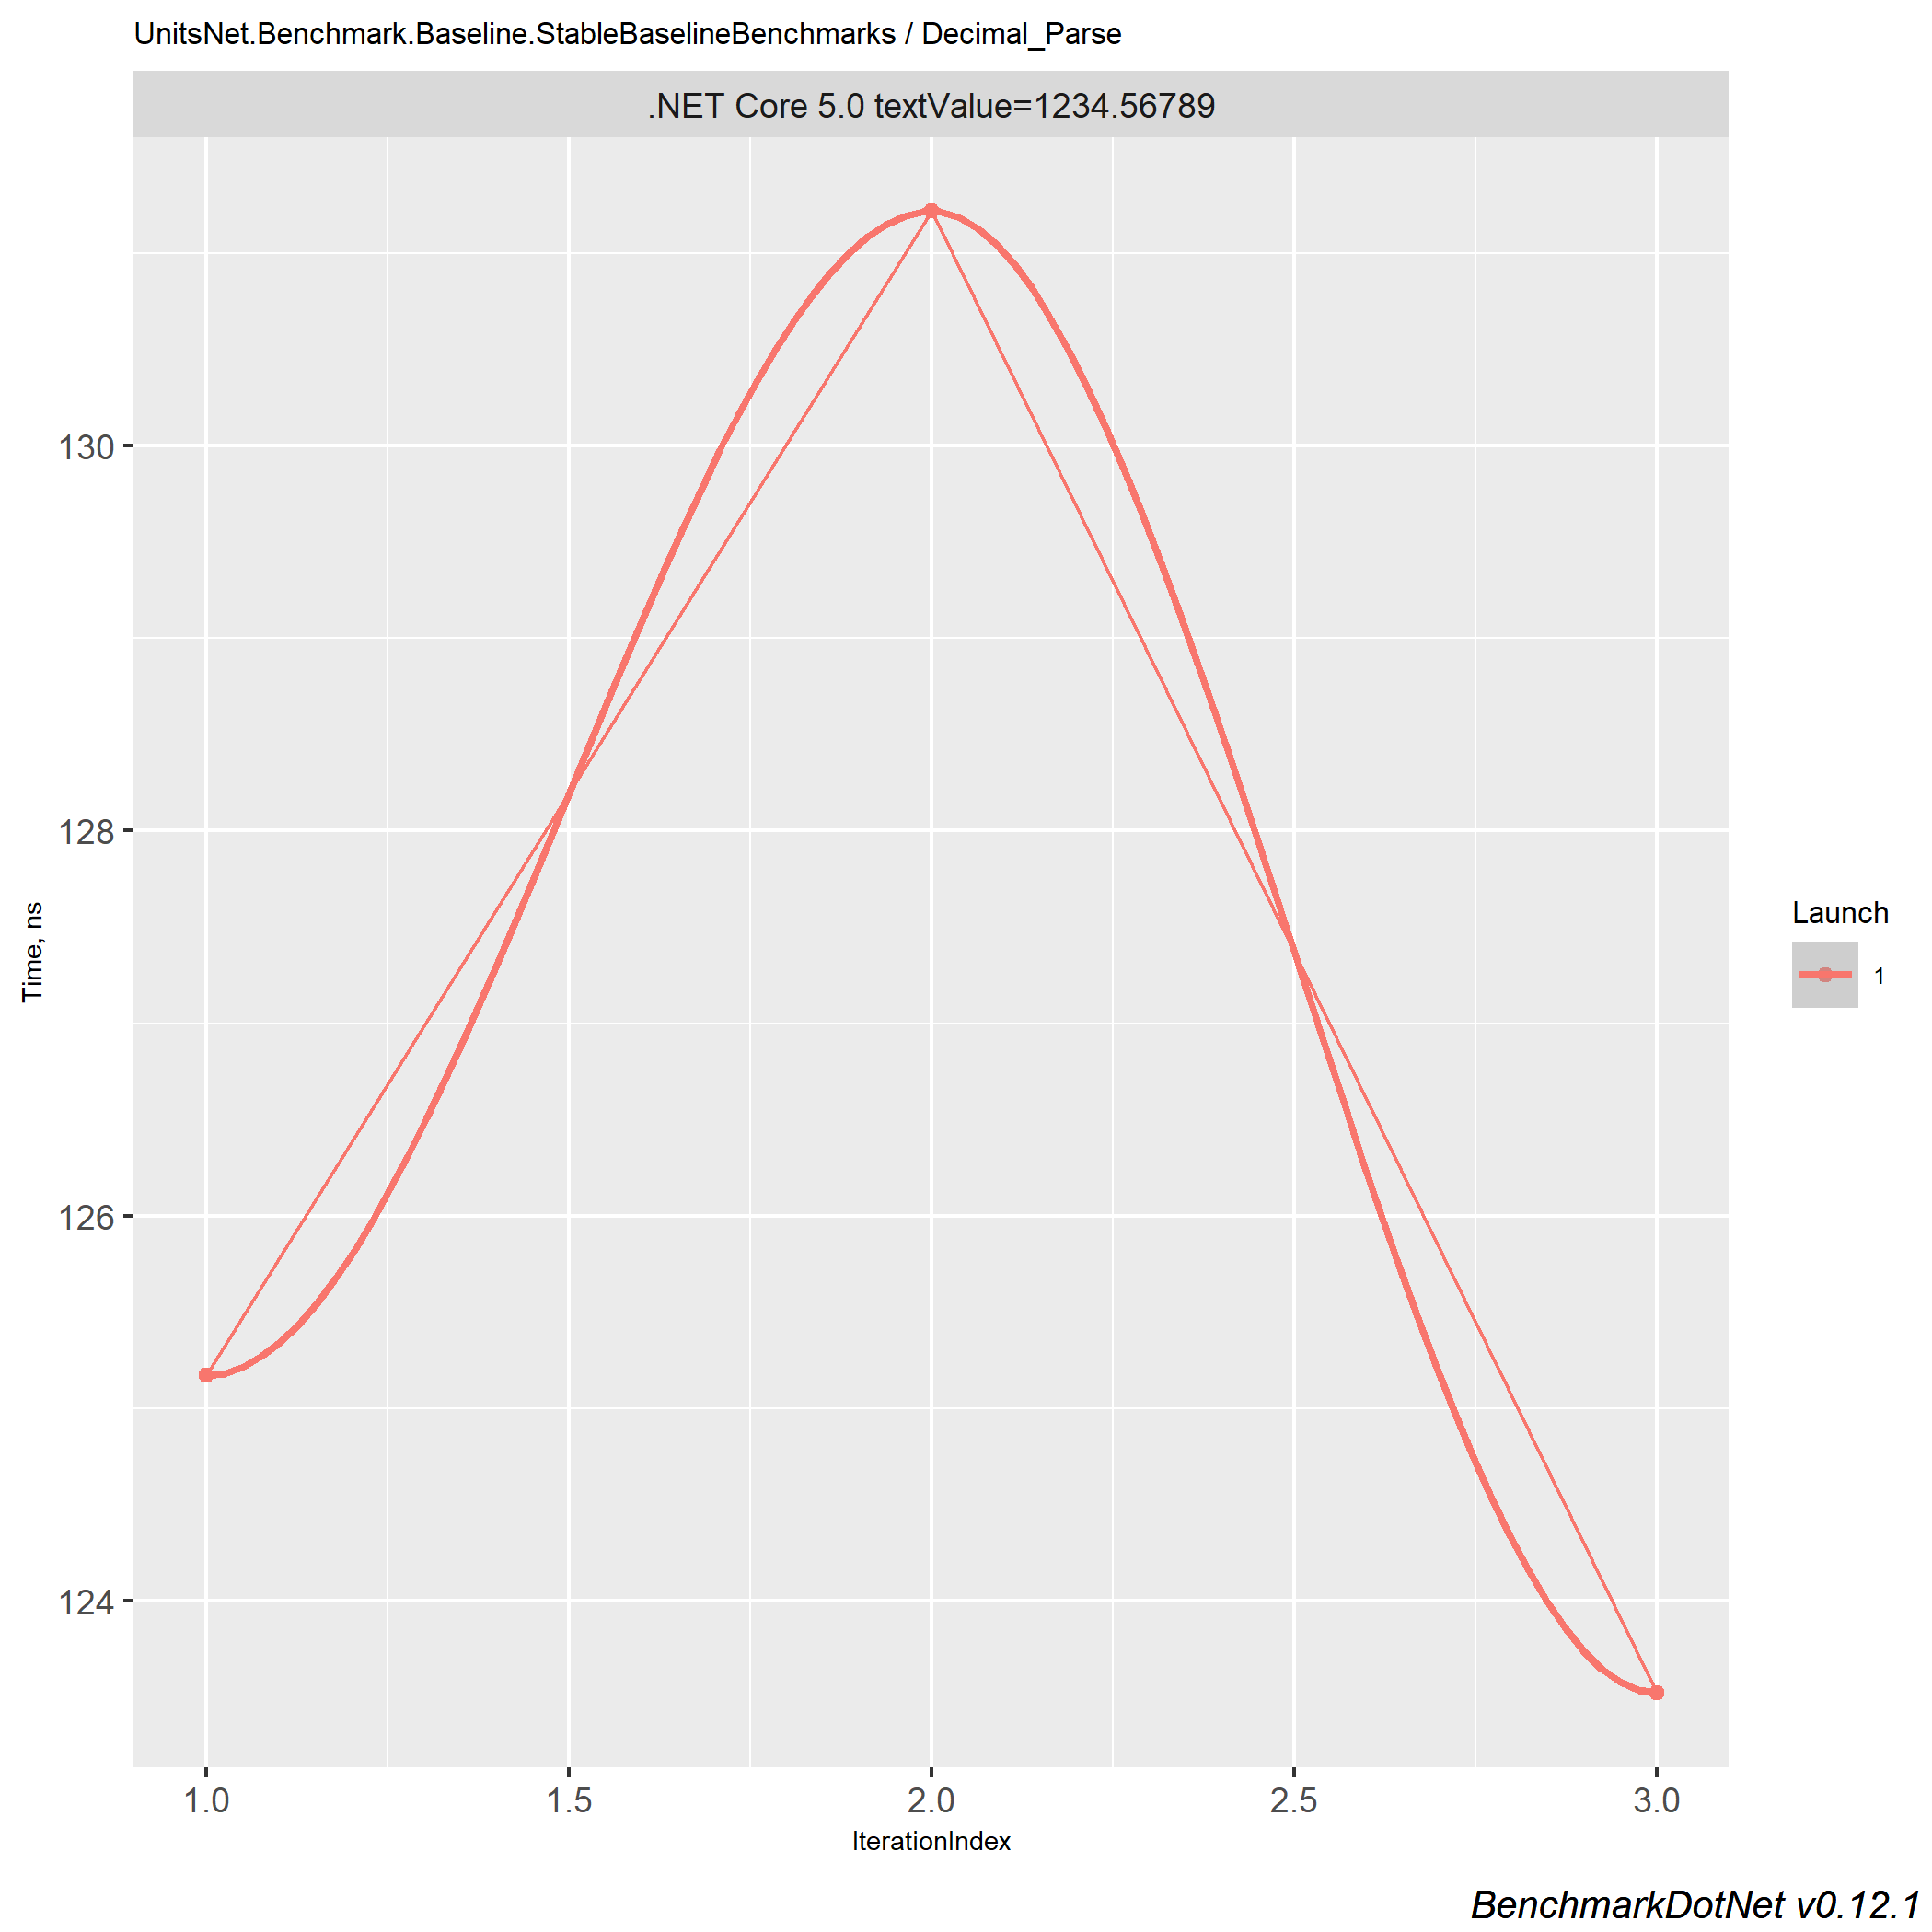 UnitsNet.Benchmark.Baseline.StableBaselineBenchmarks / Decimal_Parse
.NET Core 5.0 textValue=1234.56789
130
128
126
124
Time, ns
1.0 1.5 2.0 2.5 3.0
IterationIndex
Launch
1
BenchmarkDotNet v0.12.1